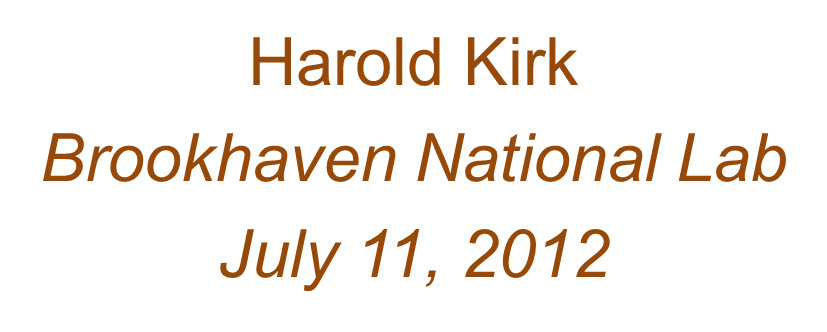 Harold Kirk
Brookhaven National Lab
July 11, 2012